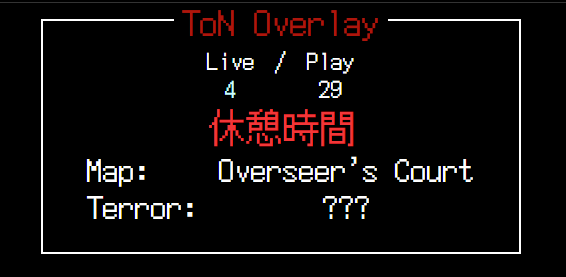 ToN Overlay
Live / Play
4 29
休憩時間
Map: Overseer's Court
Terror: ???